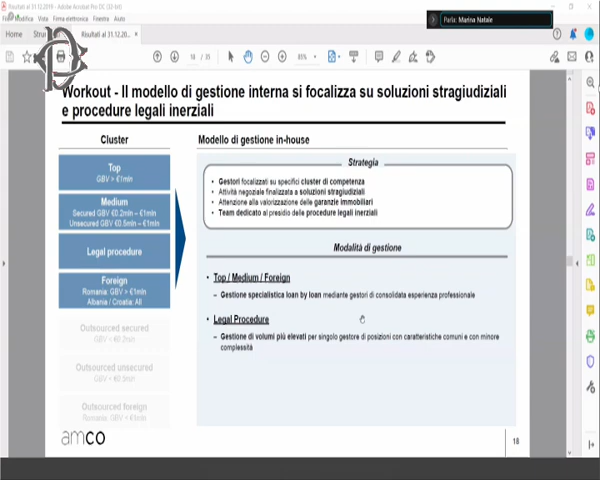 Risultati al 31.12.2019 - Adobe Acrobat Pro DC (32-bit)
File Modifica Vista Firma elettronica Finestra Aiuto
Parla: Marina Natale
Home
Risultati al 31.12.20...
18 / 35
85%
Workout - Il modello di gestione interna si focalizza su soluzioni stragiudiziali
e procedure legali inerziali
Cluster
Modello di gestione in-house
Top
GBV > €1mln
Medium
Secured GBV €0.2mln – €1mln
Unsecured GBV €0.5mln – €1mln
Legal procedure
Foreign
Romania: GBV > €1mln
Albania / Croatia: All
Outsourced secured
GBV < €0.2mln
Outsourced unsecured
GBV < €0.5mln
Outsourced foreign
Romania: GBV < €1mln
Strategia
• Gestori focalizzati su specifici cluster di competenza
• Attività negoziale finalizzata a soluzioni stragiudiziali
• Attenzione alla valorizzazione delle garanzie immobiliari
• Team dedicato al presidio delle procedure legali inerziali
Modalità di gestione
• Top / Medium / Foreign
– Gestione specialistica loan by loan mediante gestori di consolidata esperienza professionale
• Legal Procedure
– Gestione di volumi più elevati per singolo gestore di posizioni con caratteristiche comuni e con minore
complessità
amco
18